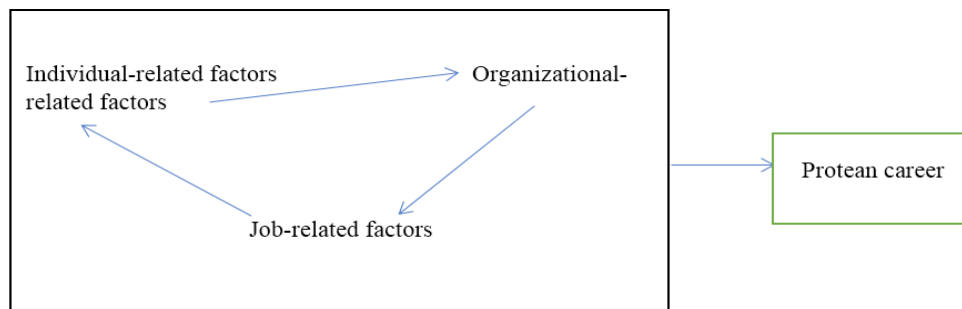 Individual-related factors Organizational-
related factors
Protean career
Job-related factors